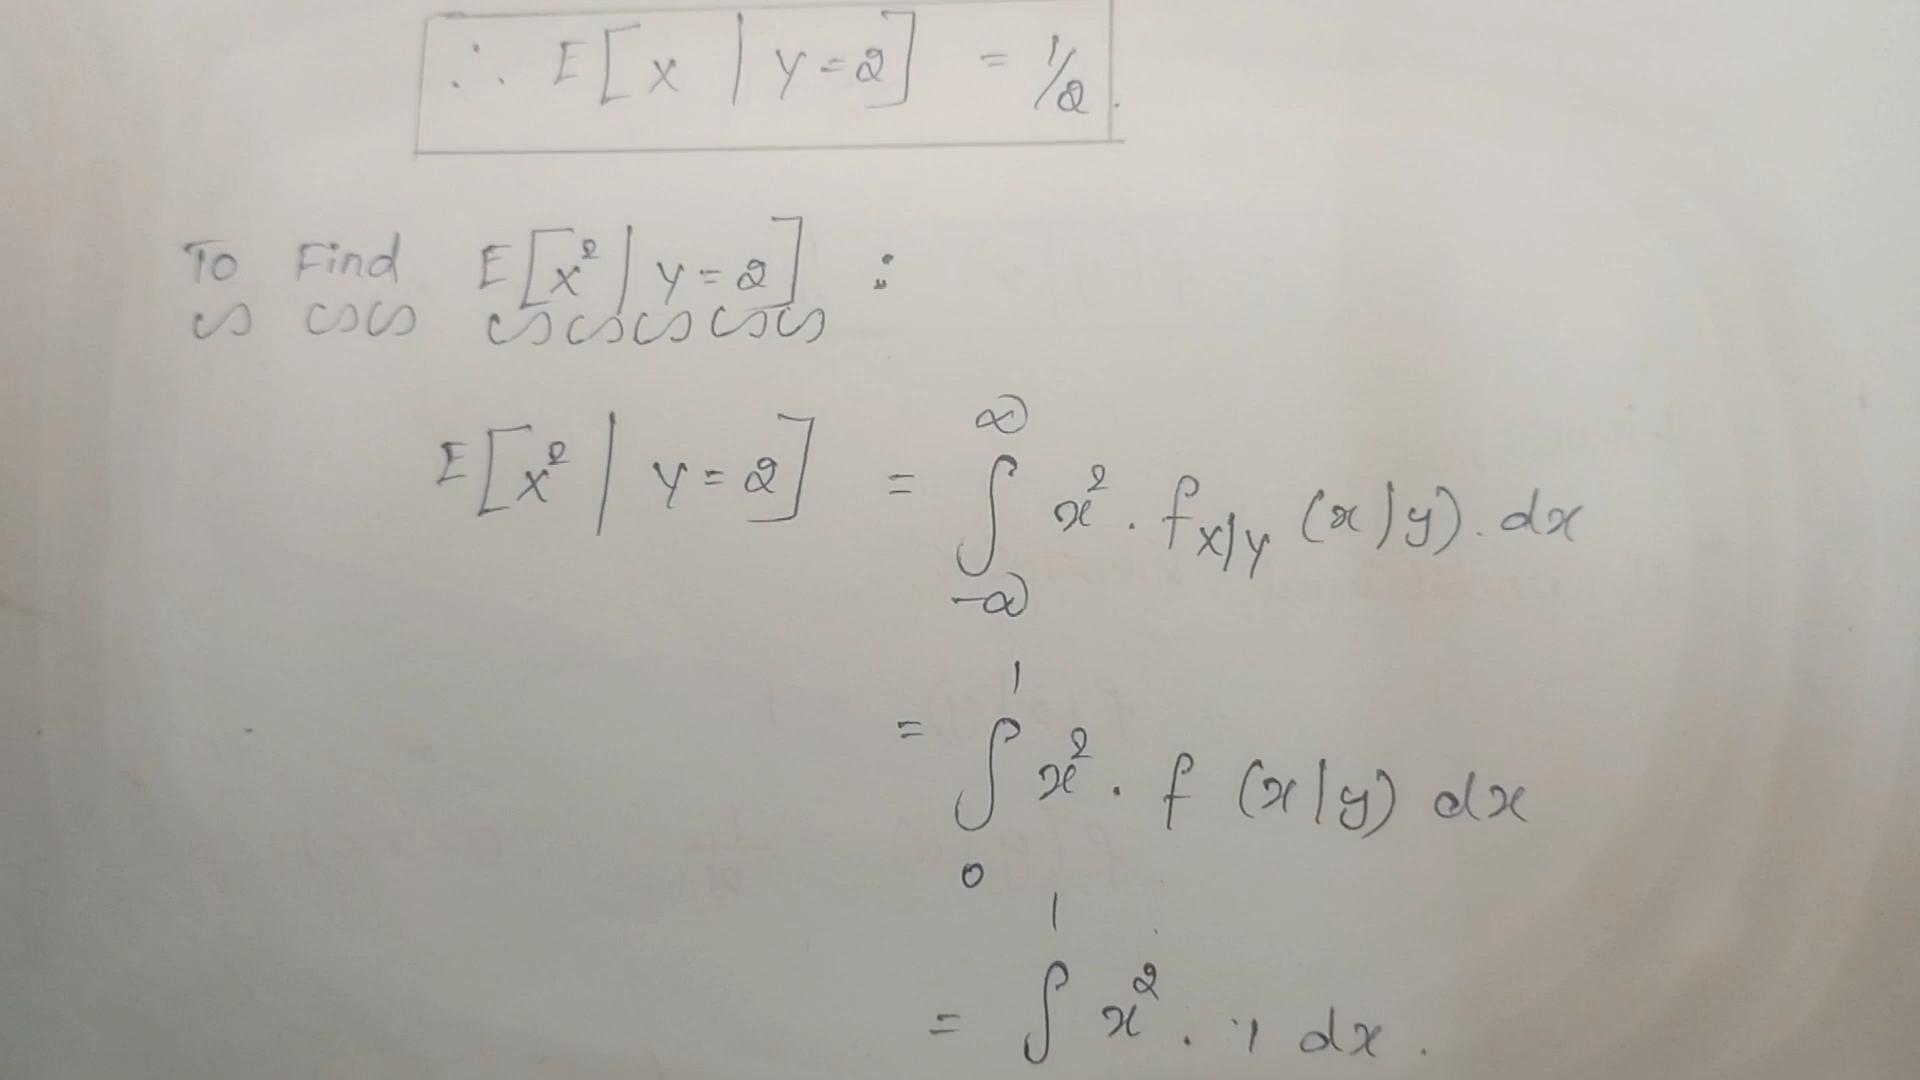 ∴ E[X | Y=2] = 1/2.
To Find E[X² | Y=2] :
E[X² | Y=2] = ∫_{-∞}^{∞} x² . f_{X|Y} (x|y) . dx
= ∫_0^1 x² . f (x|y) dx
= ∫^1 x² . 1 dx .